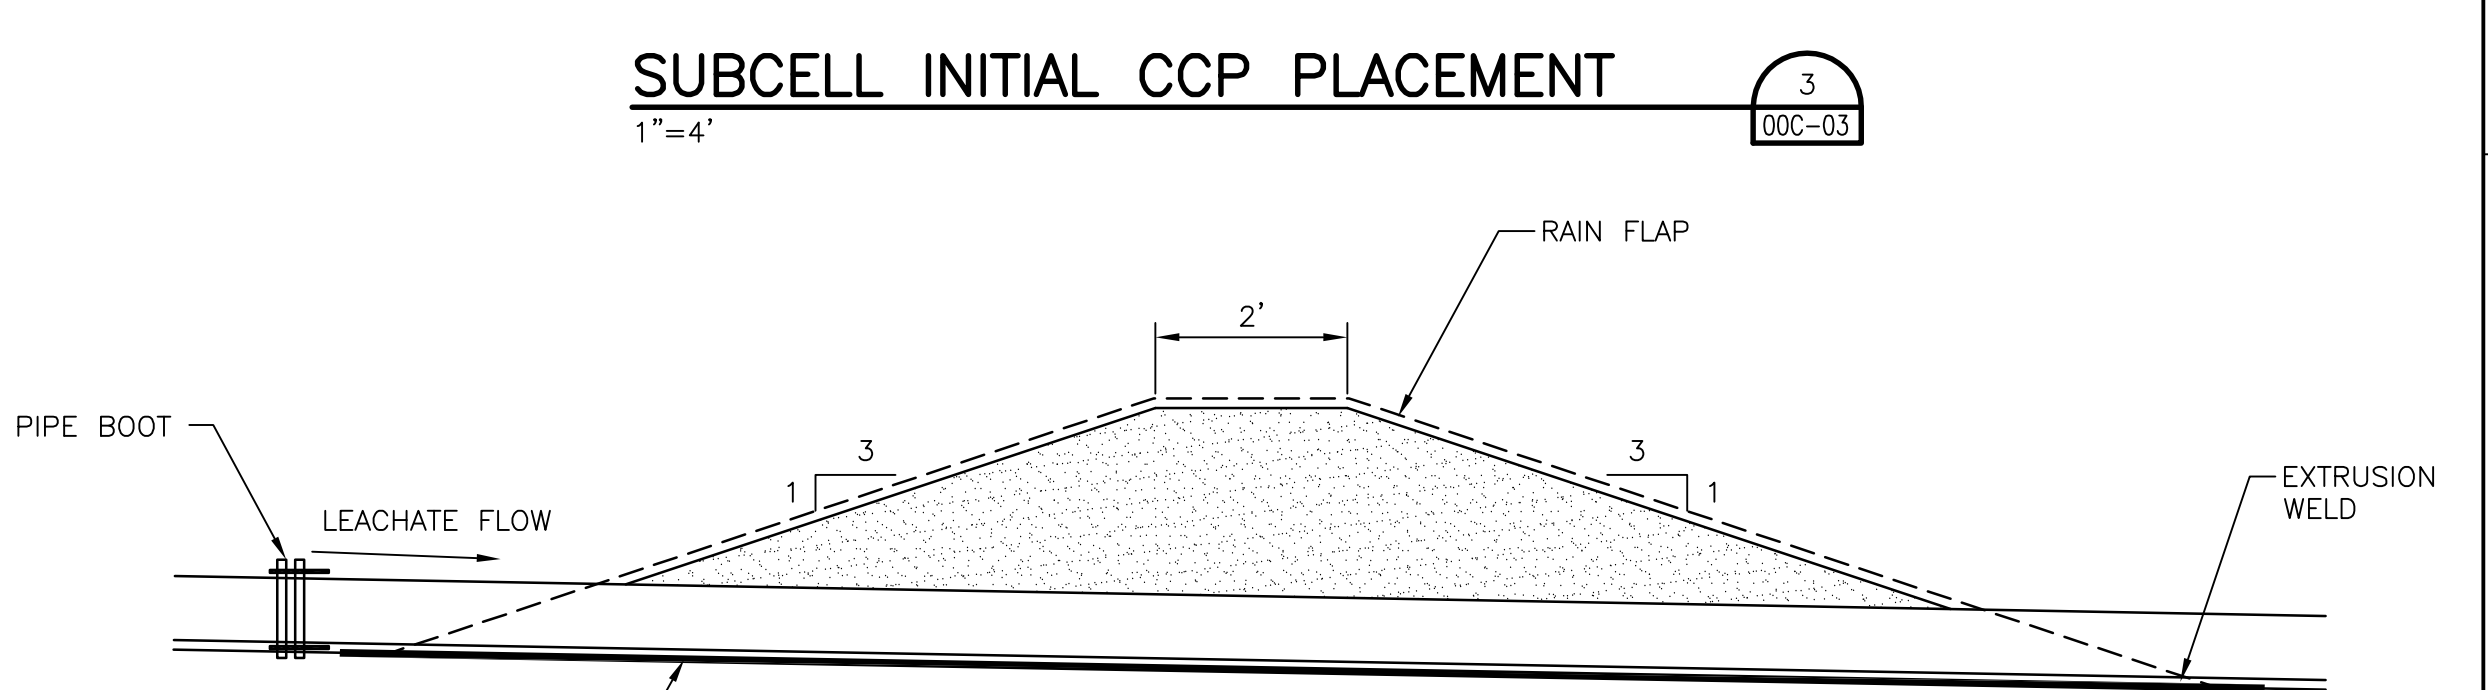 SUBCELL INITIAL CCP PLACEMENT
3
1"=4'
00C-03
RAIN FLAP
2'
PIPE BOOT
3
3
1
1
EXTRUSION
WELD
LEACHATE FLOW